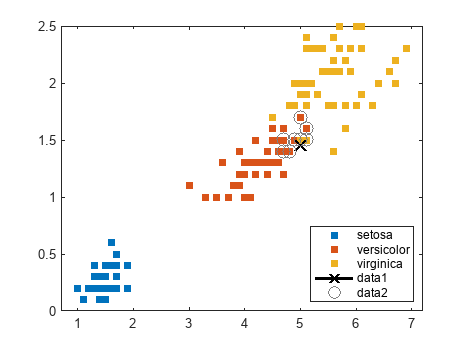 2.5
2
1.5
1
0.5
0
1 2 3 4 5 6 7
setosa
versicolor
virginica
data1
data2